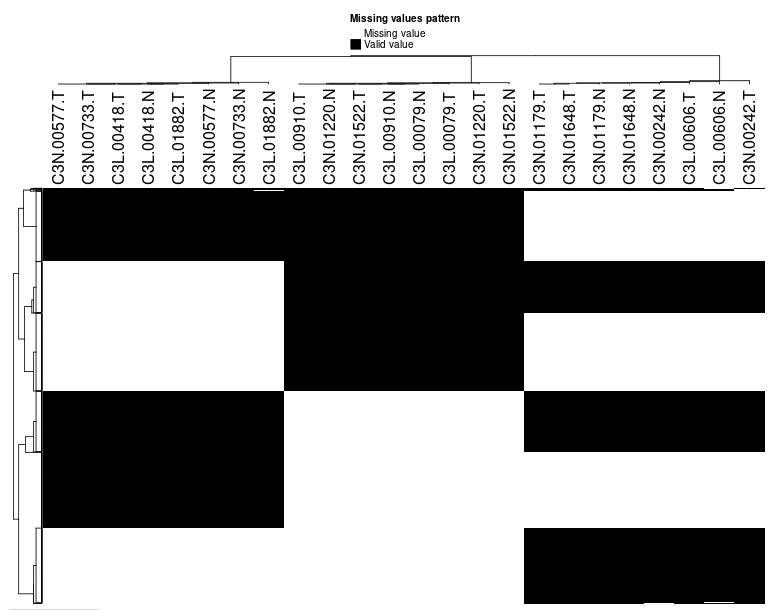 Missing values pattern
Missing value
Valid value
C3N.00577.T
C3N.00733.T
C3L.00418.T
C3L.00418.N
C3L.01882.T
C3N.00577.N
C3N.00733.N
C3L.01882.N
C3L.00910.T
C3N.01220.N
C3N.01522.T
C3L.00910.N
C3L.00079.N
C3L.00079.T
C3N.01220.T
C3N.01522.N
C3N.01179.T
C3N.01648.T
C3N.01179.N
C3N.01648.N
C3N.00242.N
C3L.00606.T
C3L.00606.N
C3N.00242.T